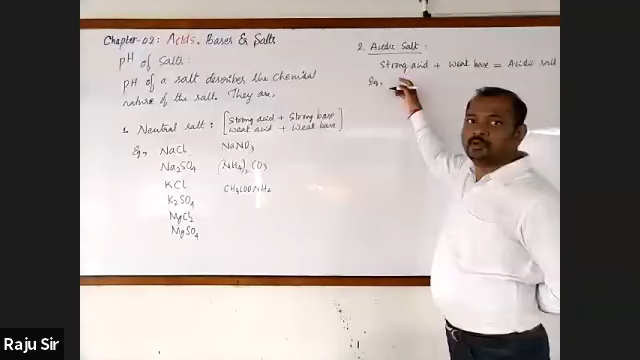 Chapter-02: Acids, Bases & Salts
pH of Salts:
pH of a salt describes the chemical
nature of the salt. They are,
1. Neutral salt: [Strong acid + Strong base
weak acid + weak base]
Eg, NaCl NaNO3
Na2SO4 (NH4)2CO3
KCl CH3COONH4
K2SO4
MgCl2
MgSO4
2. Acidic Salt:
Strong acid + weak base = Acidic salt
Eg,
Raju Sir